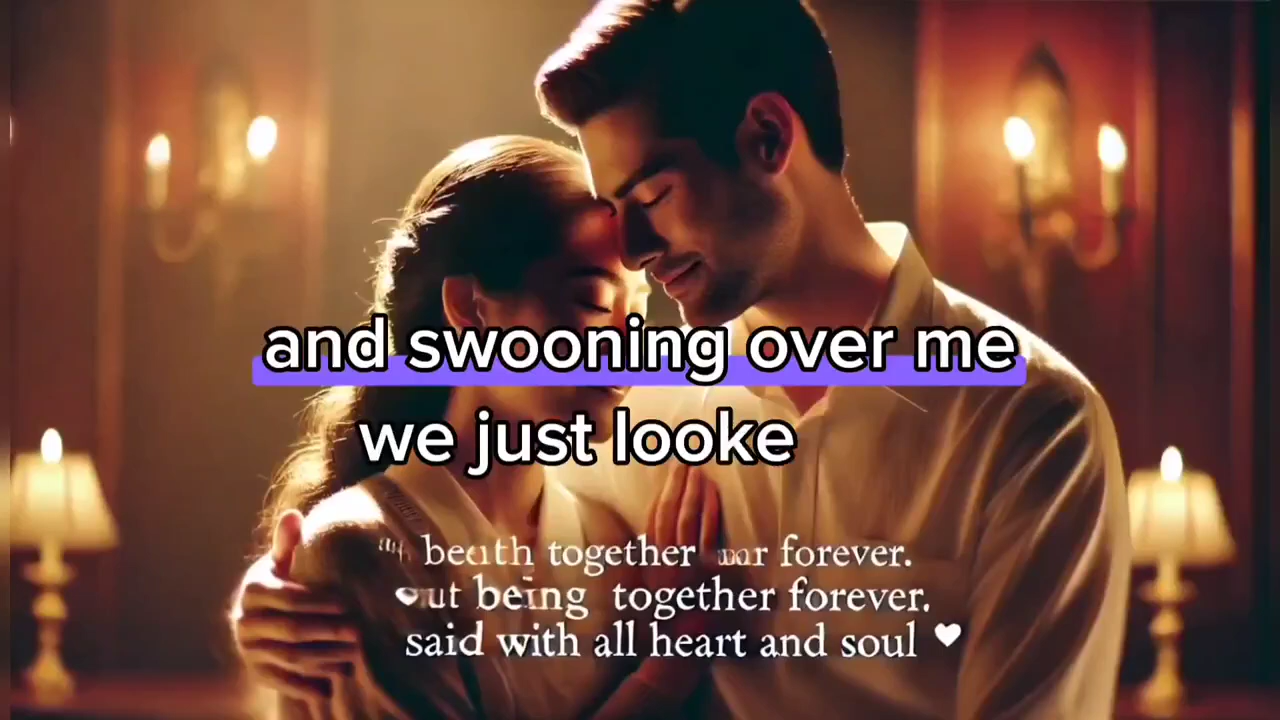 and swooning over me
we just looke
beath together forever.
ut being together forever.
said with all heart and soul